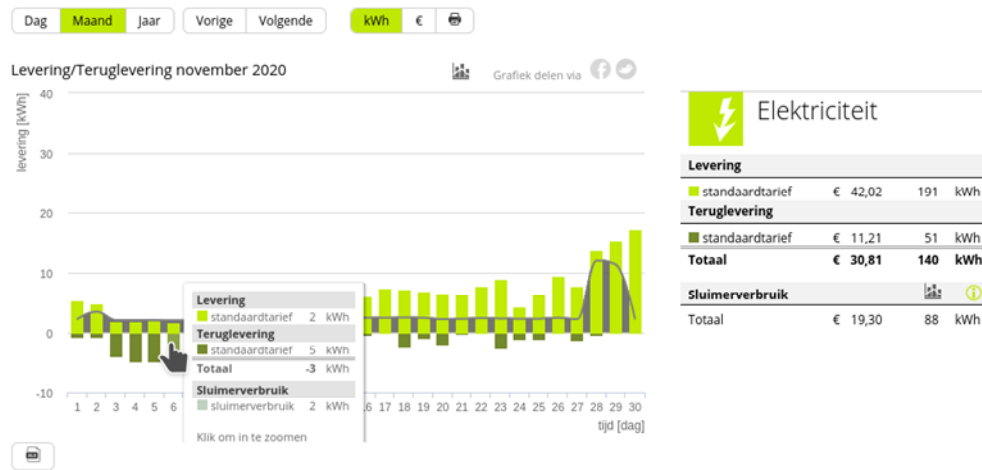 Dag Maand Jaar Vorige Volgende kWh €
Levering/Teruglevering november 2020
Grafiek delen via
levering [kWh]
40
30
20
10
0
-10
Levering
standaardtarief 2 kWh
Teruglevering
standaardtarief 5 kWh
Totaal -3 kWh
Sluimerverbruik
sluimerverbruik 2 kWh
Klik om in te zoomen
1 2 3 4 5 6 17 18 19 20 21 22 23 24 25 26 27 28 29 30
tijd [dag]
Elektriciteit
Levering
standaardtarief € 42,02 191 kWh
Teruglevering
standaardtarief € 11,21 51 kWh
Totaal € 30,81 140 kWh
Sluimerverbruik
Totaal € 19,30 88 kWh